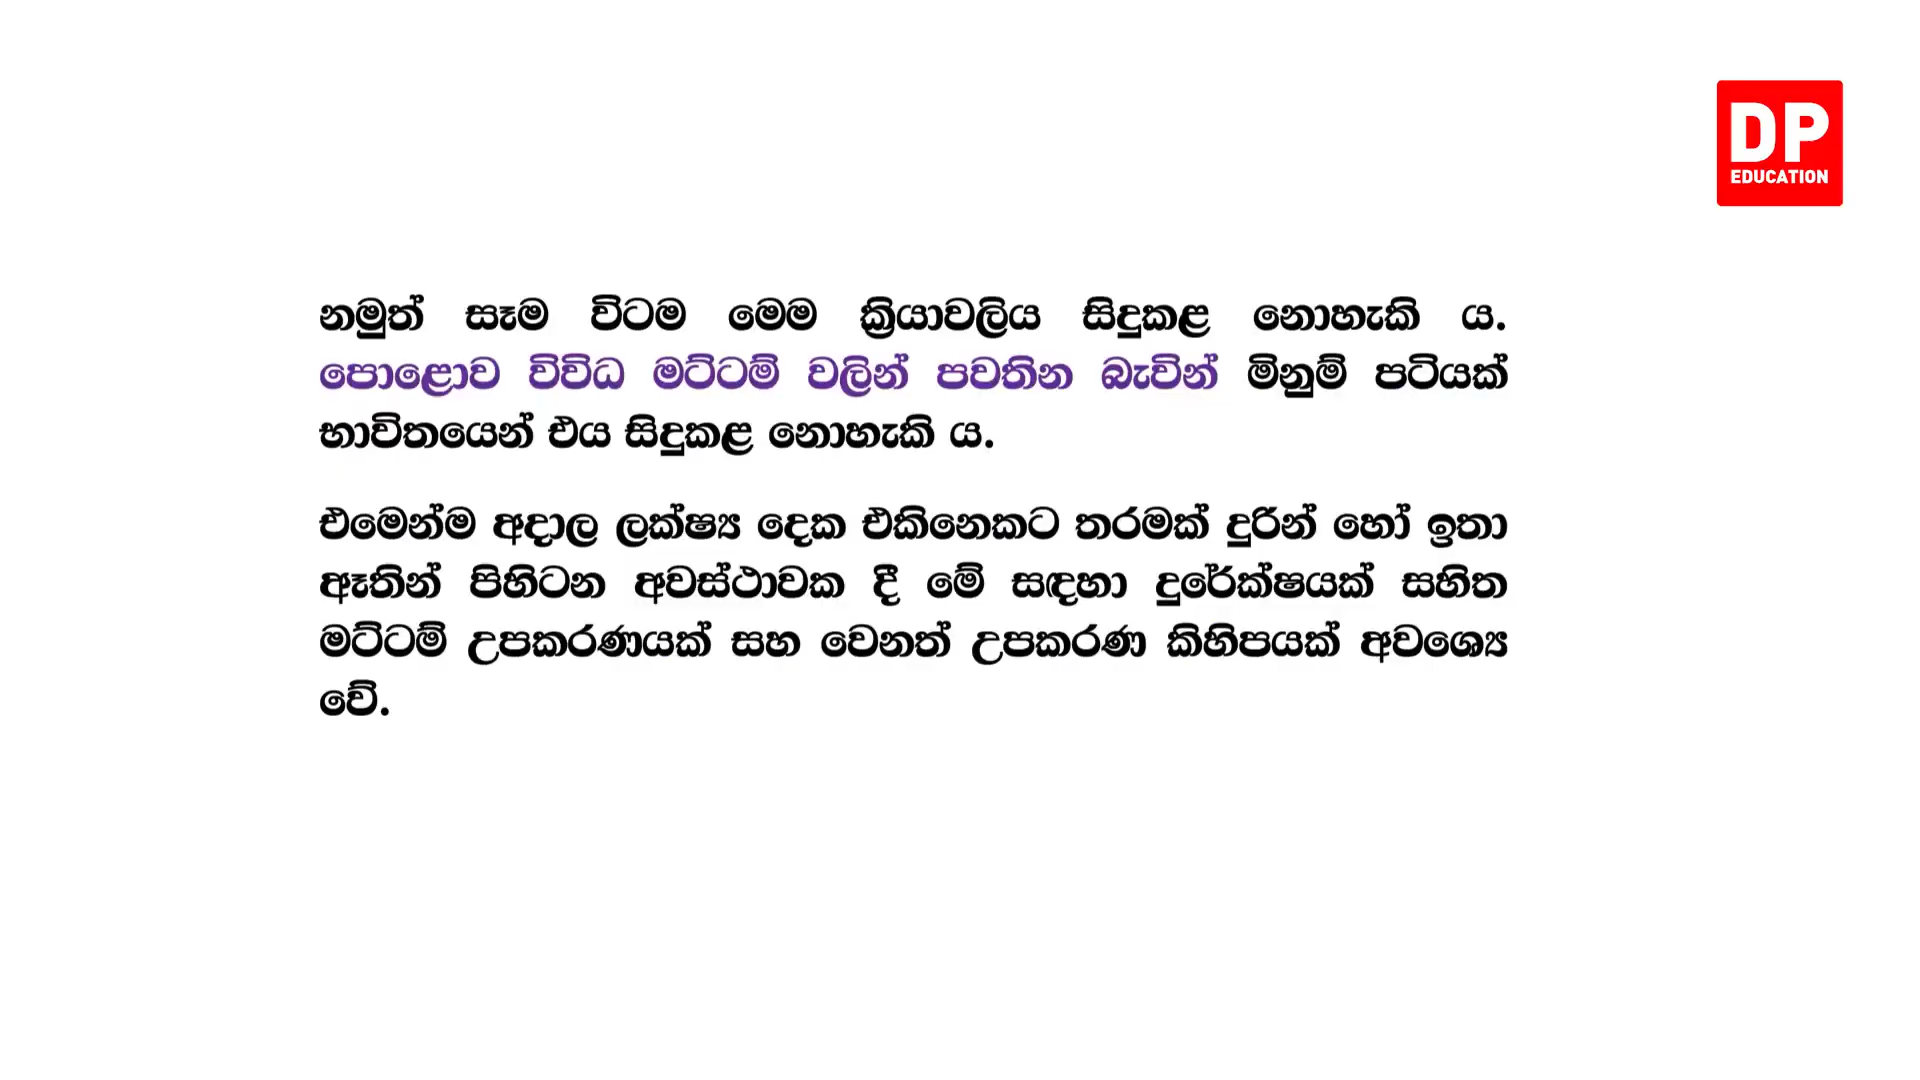 DP
EDUCATION
නමුත් සෑම විටම මෙම ක්‍රියාවලිය සිදුකළ නොහැකි ය.
පොළොව විවිධ මට්ටම් වලින් පවතින බැවින් මිනුම් පටියක්
භාවිතයෙන් එය සිදුකළ නොහැකි ය.
එමෙන්ම අදාල ලක්ෂ්‍ය දෙක එකිනෙකට තරමක් දුරින් හෝ ඉතා
ඈතින් පිහිටන අවස්ථාවක දී මේ සඳහා දුරේක්ෂයක් සහිත
මට්ටම් උපකරණයක් සහ වෙනත් උපකරණ කිහිපයක් අවශ්‍යෙ
වේ.